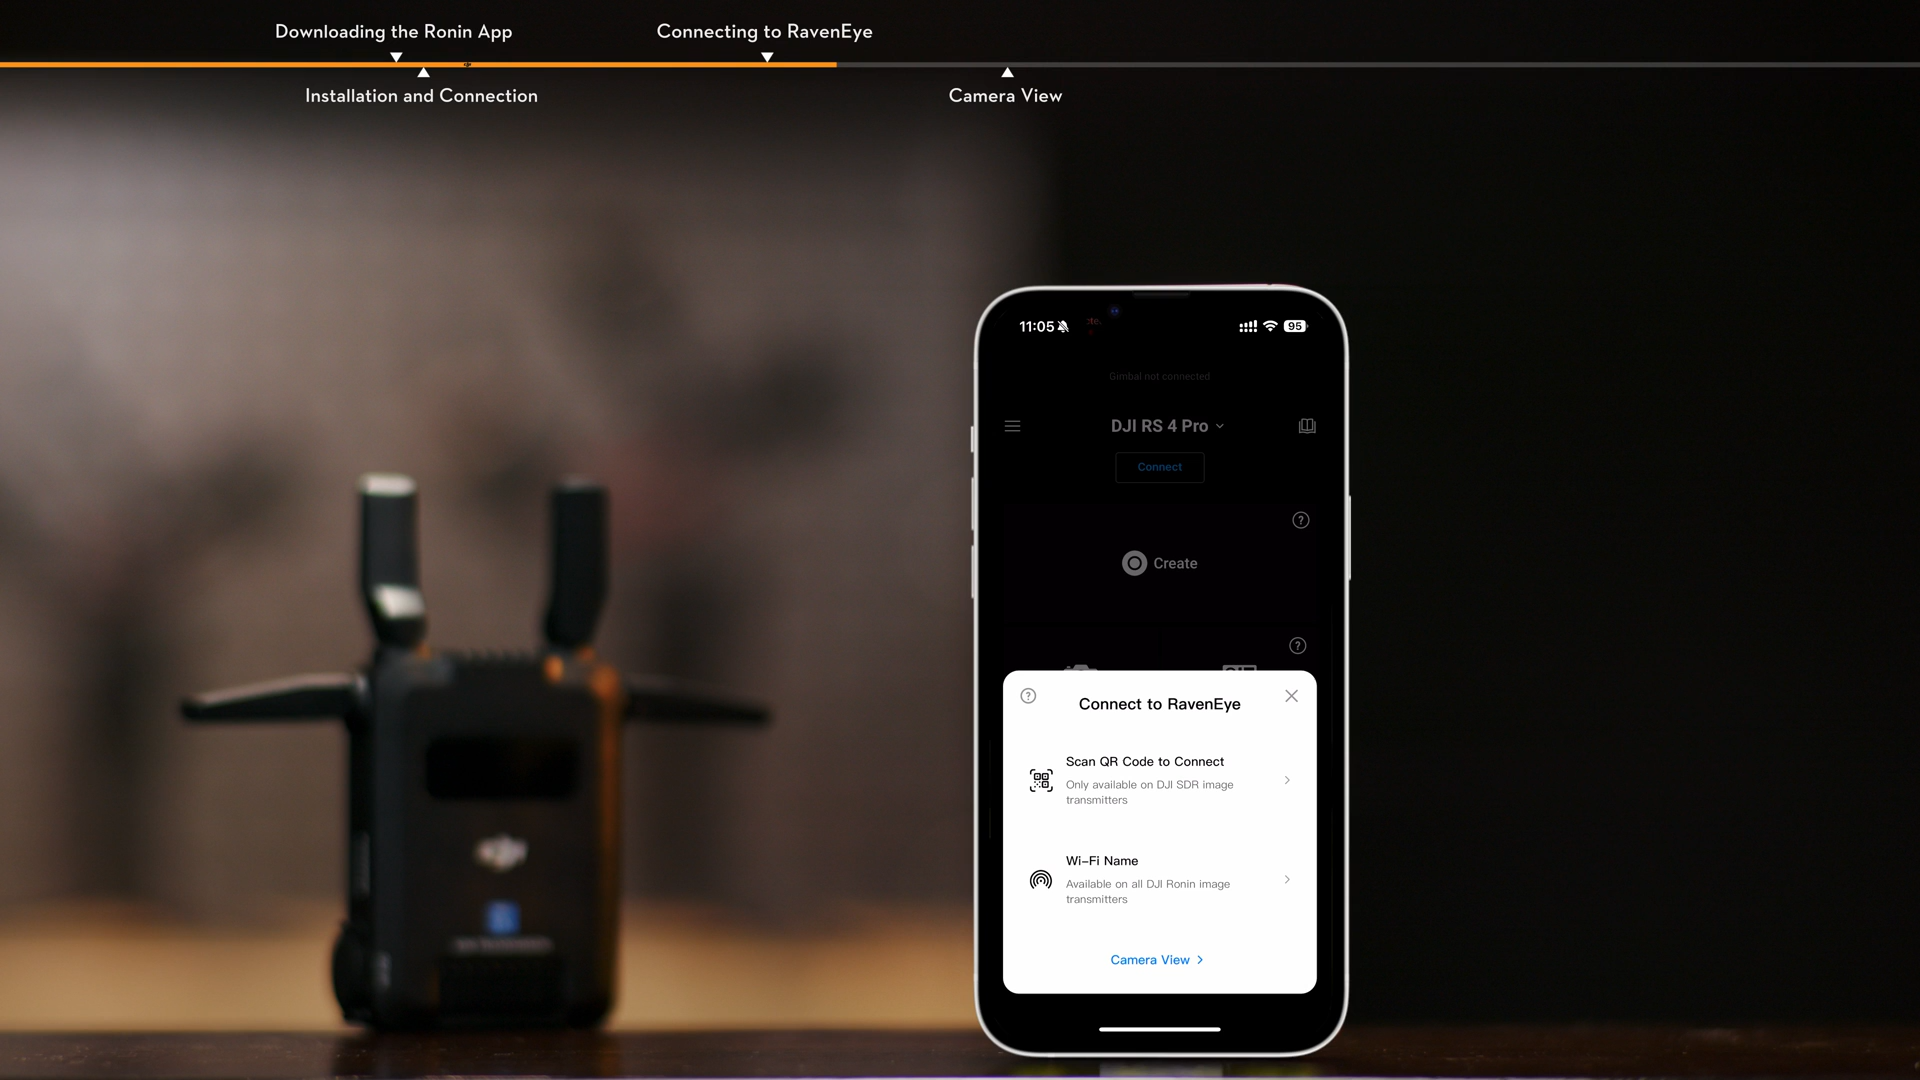 Downloading the Ronin App
Connecting to RavenEye
Installation and Connection
Camera View
11:05
95
Gimbal not connected
DJI RS 4 Pro
Connect
Create
Connect to RavenEye
Scan QR Code to Connect
Only available on DJI SDR image
transmitters
Wi-Fi Name
Available on all DJI Ronin image
transmitters
Camera View